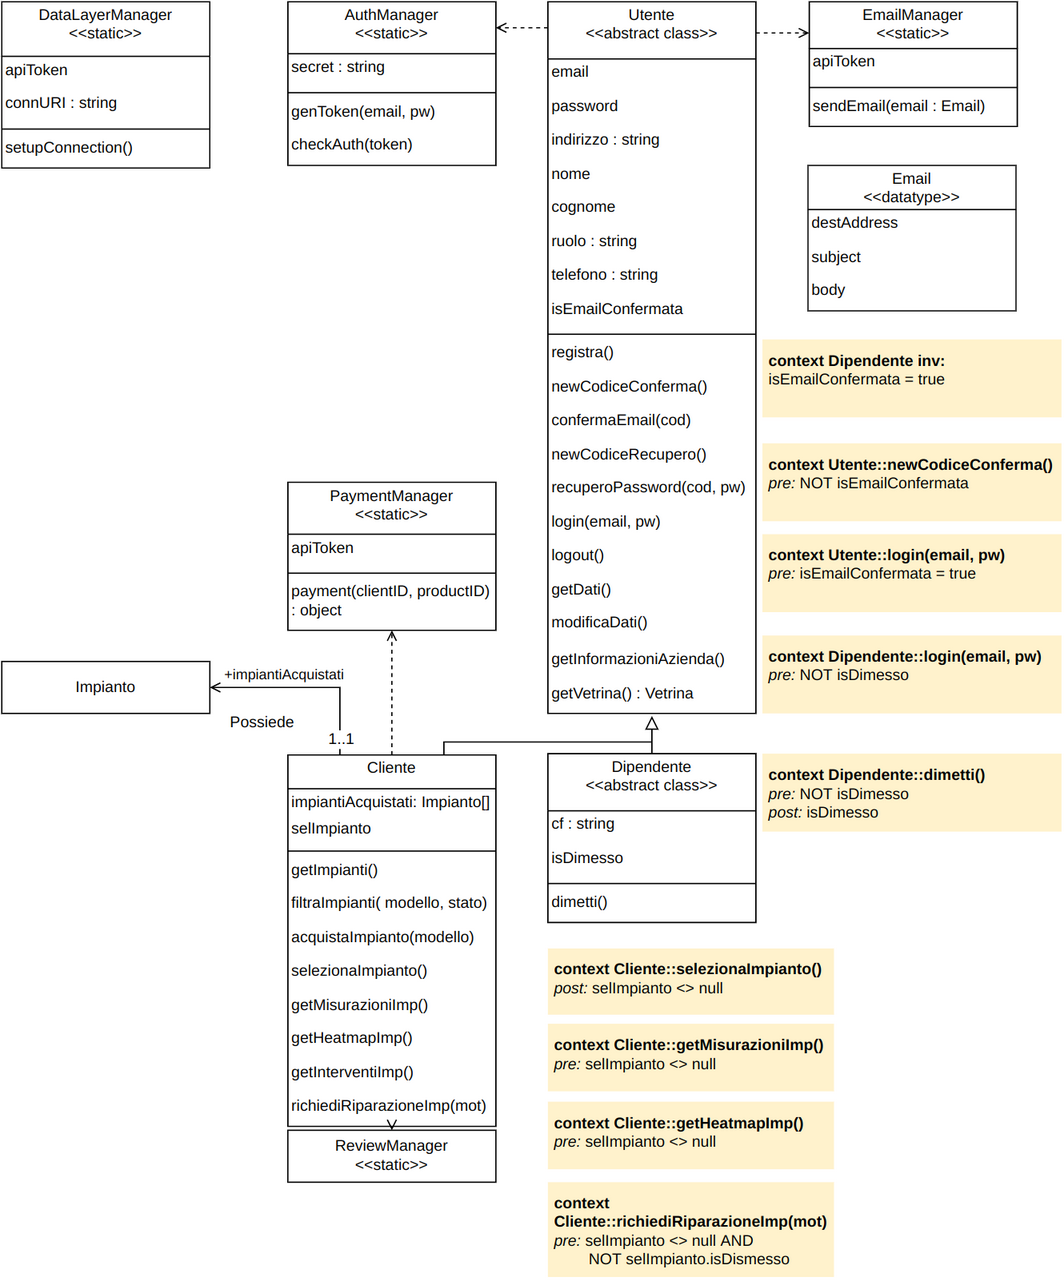 DataLayerManager
<<static>>
apiToken
connURI : string
setupConnection()
AuthManager
<<static>>
secret : string
genToken(email, pw)
checkAuth(token)
Utente
<<abstract class>>
email
password
indirizzo : string
nome
cognome
ruolo : string
telefono : string
isEmailConfermata
registra()
newCodiceConferma()
confermaEmail(cod)
newCodiceRecupero()
recuperoPassword(cod, pw)
login(email, pw)
logout()
getDati()
modificaDati()
getInformazioniAzienda()
getVetrina() : Vetrina
EmailManager
<<static>>
apiToken
sendEmail(email : Email)
Email
<<datatype>>
destAddress
subject
body
context Dipendente inv:
isEmailConfermata = true
context Utente::newCodiceConferma()
pre: NOT isEmailConfermata
context Utente::login(email, pw)
pre: isEmailConfermata = true
context Dipendente::login(email, pw)
pre: NOT isDimesso
context Dipendente::dimetti()
pre: NOT isDimesso
post: isDimesso
PaymentManager
<<static>>
apiToken
payment(clientID, productID)
: object
Impianto
+impiantiAcquistati
Possiede
1..1
Cliente
impiantiAcquistati: Impianto[]
selImpianto
getImpianti()
filtraImpianti( modello, stato)
acquistaImpianto(modello)
selezionaImpianto()
getMisurazioniImp()
getHeatmapImp()
getInterventiImp()
richiediRiparazioneImp(mot)
ReviewManager
<<static>>
Dipendente
<<abstract class>>
cf : string
isDimesso
dimetti()
context Cliente::selezionaImpianto()
post: selImpianto <> null
context Cliente::getMisurazioniImp()
pre: selImpianto <> null
context Cliente::getHeatmapImp()
pre: selImpianto <> null
context
Cliente::richiediRiparazioneImp(mot)
pre: selImpianto <> null AND
NOT selImpianto.isDismesso